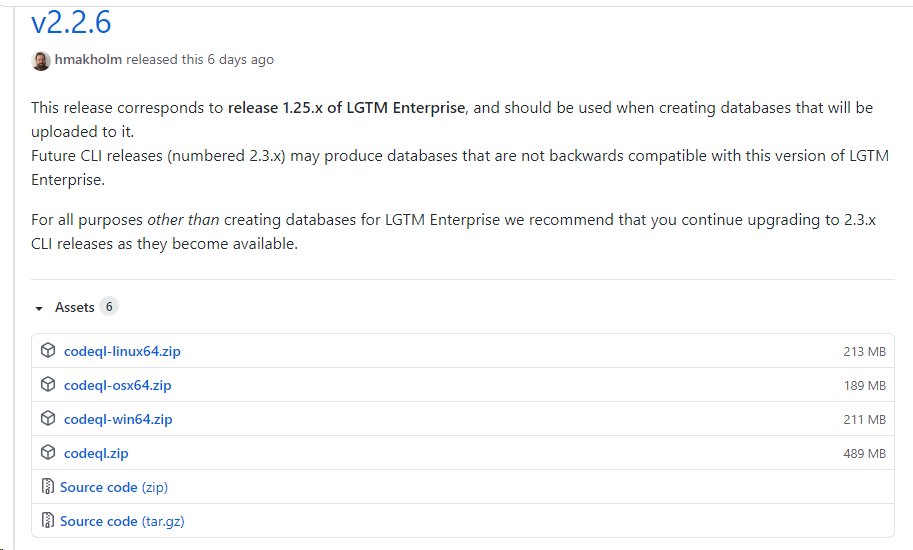 v2.2.6
hmakholm released this 6 days ago
This release corresponds to release 1.25.x of LGTM Enterprise, and should be used when creating databases that will be
uploaded to it.
Future CLI releases (numbered 2.3.x) may produce databases that are not backwards compatible with this version of LGTM
Enterprise.
For all purposes other than creating databases for LGTM Enterprise we recommend that you continue upgrading to 2.3.x
CLI releases as they become available.
Assets 6
codeql-linux64.zip 213 MB
codeql-osx64.zip 189 MB
codeql-win64.zip 211 MB
codeql.zip 489 MB
Source code (zip)
Source code (tar.gz)